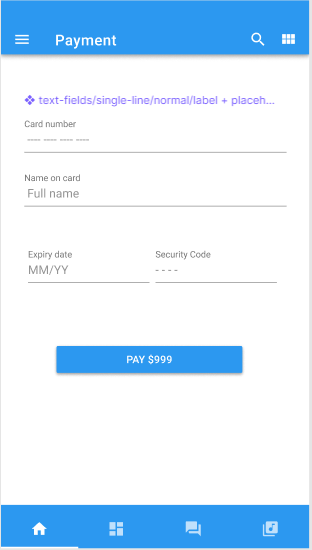 Payment
text-fields/single-line/normal/label + placeh...
Card number
---- ---- ---- ----
Name on card
Full name
Expiry date
Security Code
MM/YY
- - - -
PAY $999